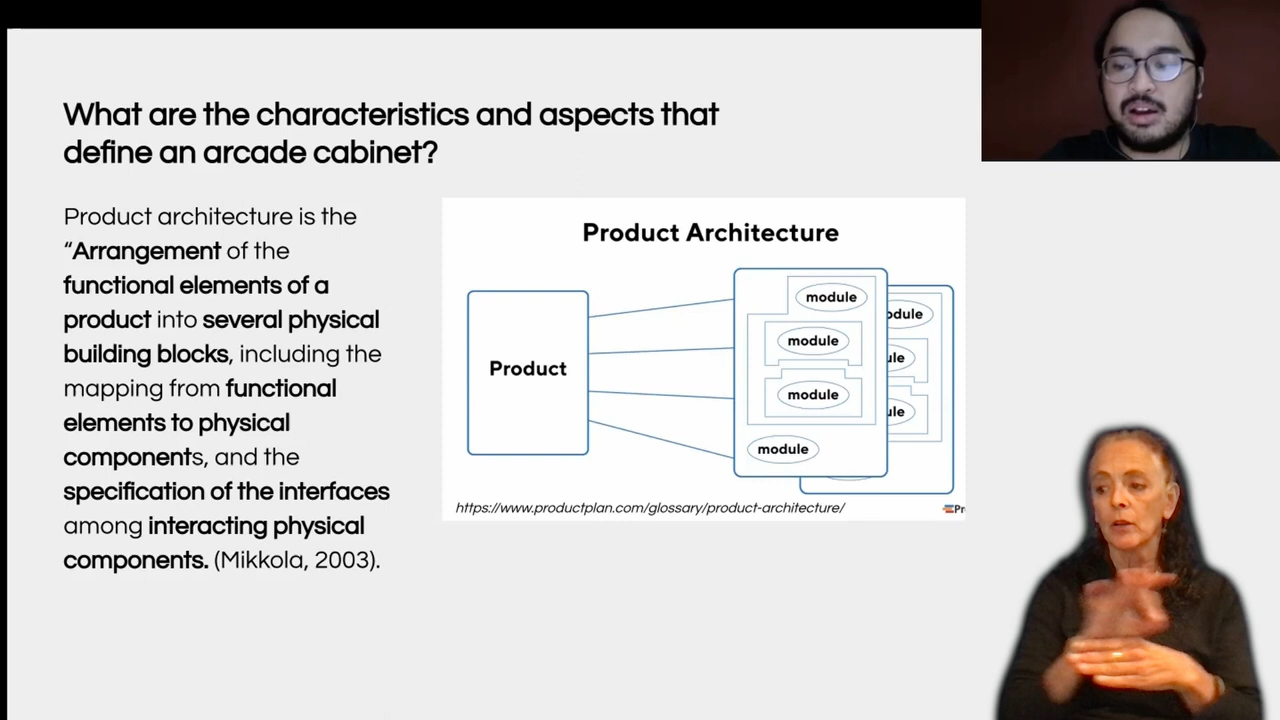 What are the characteristics and aspects that
define an arcade cabinet?
Product architecture is the
“Arrangement of the
functional elements of a
product into several physical
building blocks, including the
mapping from functional
elements to physical
components, and the
specification of the interfaces
among interacting physical
components. (Mikkola, 2003).
Product Architecture
Product
module
module
module
module
https://www.productplan.com/glossary/product-architecture/